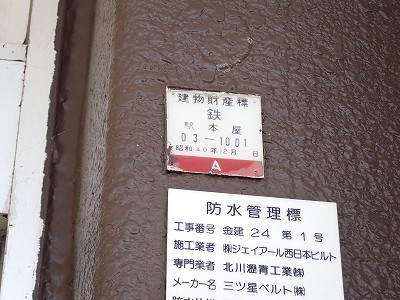 建物財産標
鉄
駅 本屋
03-1001
昭和40年12月 日
A
防水管理標
工事番号 金建 24 第 1 号
施工業者 ㈱ジェイアール西日本ビルト
専門業者 北川瀝青工業㈱
メーカー名 三ツ星ベルト㈱